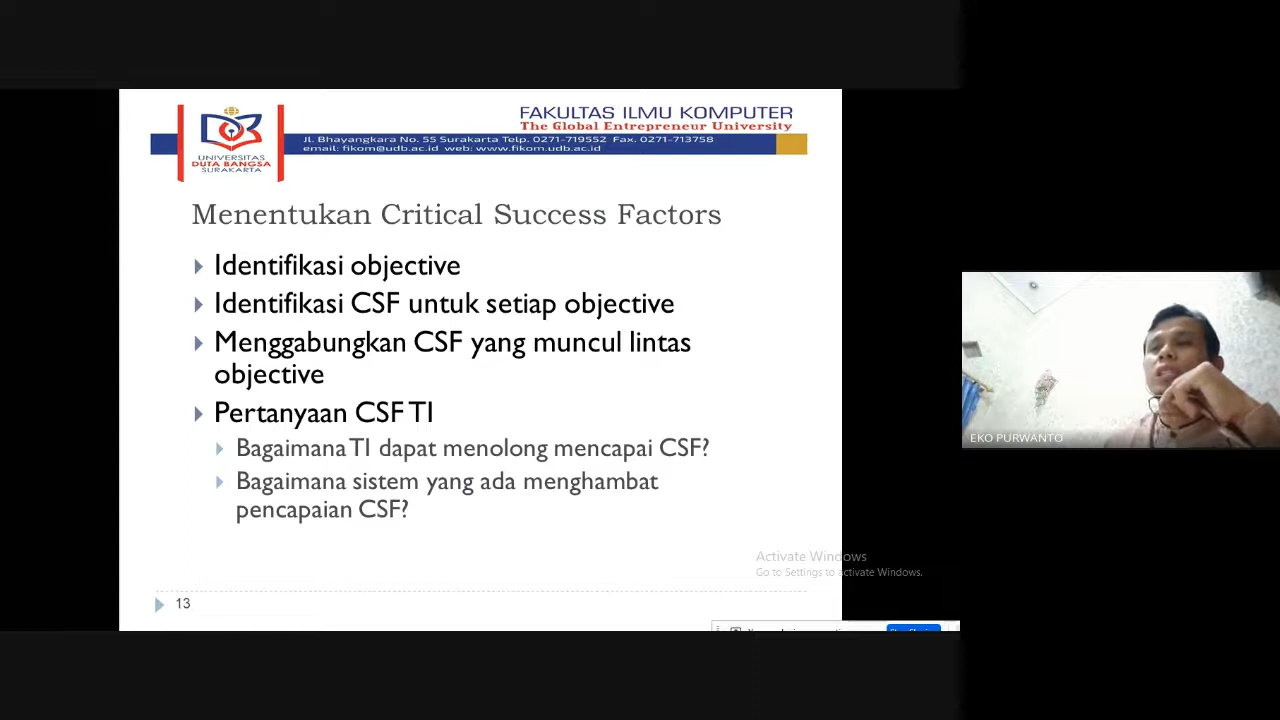 FAKULTAS ILMU KOMPUTER
The Global Entrepreneur University
Jl. Bhayangkara No. 55 Surakarta Telp. 0271-719552 Fax. 0271-713758
email: fikom@udb.ac.id web: www.fikom.udb.ac.id
UNIVERSITAS
DUTA BANGSA
SURAKARTA
Menentukan Critical Success Factors
Identifikasi objective
Identifikasi CSF untuk setiap objective
Menggabungkan CSF yang muncul lintas
objective
Pertanyaan CSF TI
Bagaimana TI dapat menolong mencapai CSF?
Bagaimana sistem yang ada menghambat
pencapaian CSF?
EKO PURWANTO
Activate Windows
Go to Settings to activate Windows.
13